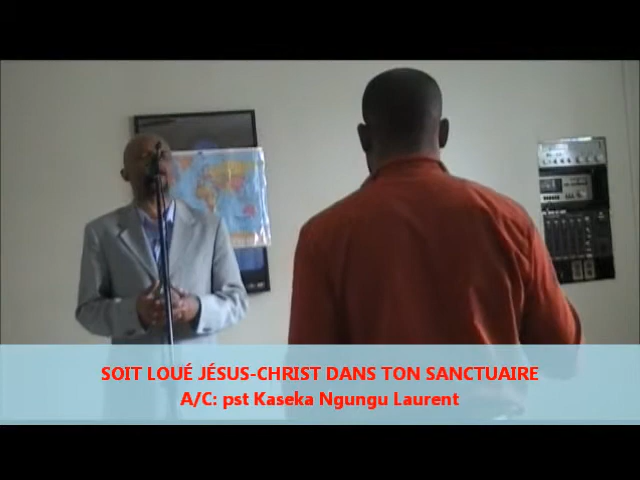 SOIT LOUÉ JÉSUS-CHRIST DANS TON SANCTUAIRE
A/C: pst Kaseka Ngungu Laurent